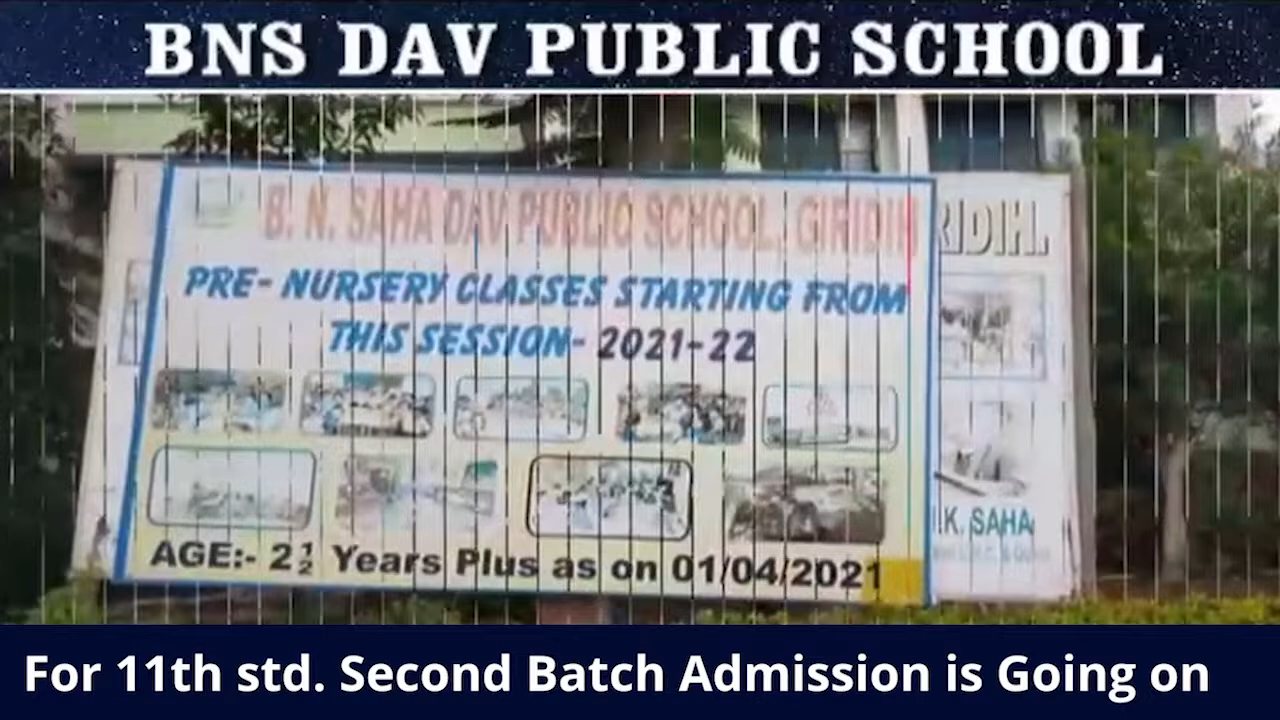 BNS DAV PUBLIC SCHOOL
B. N. SAHA DAV PUBLIC SCHOOL, GIRIDIH
RIDIH.
PRE- NURSERY CLASSES STARTING FROM
THIS SESSION- 2021-22
K. SAHA
AGE:- 2 1/2 Years Plus as on 01/04/2021
For 11th std. Second Batch Admission is Going on